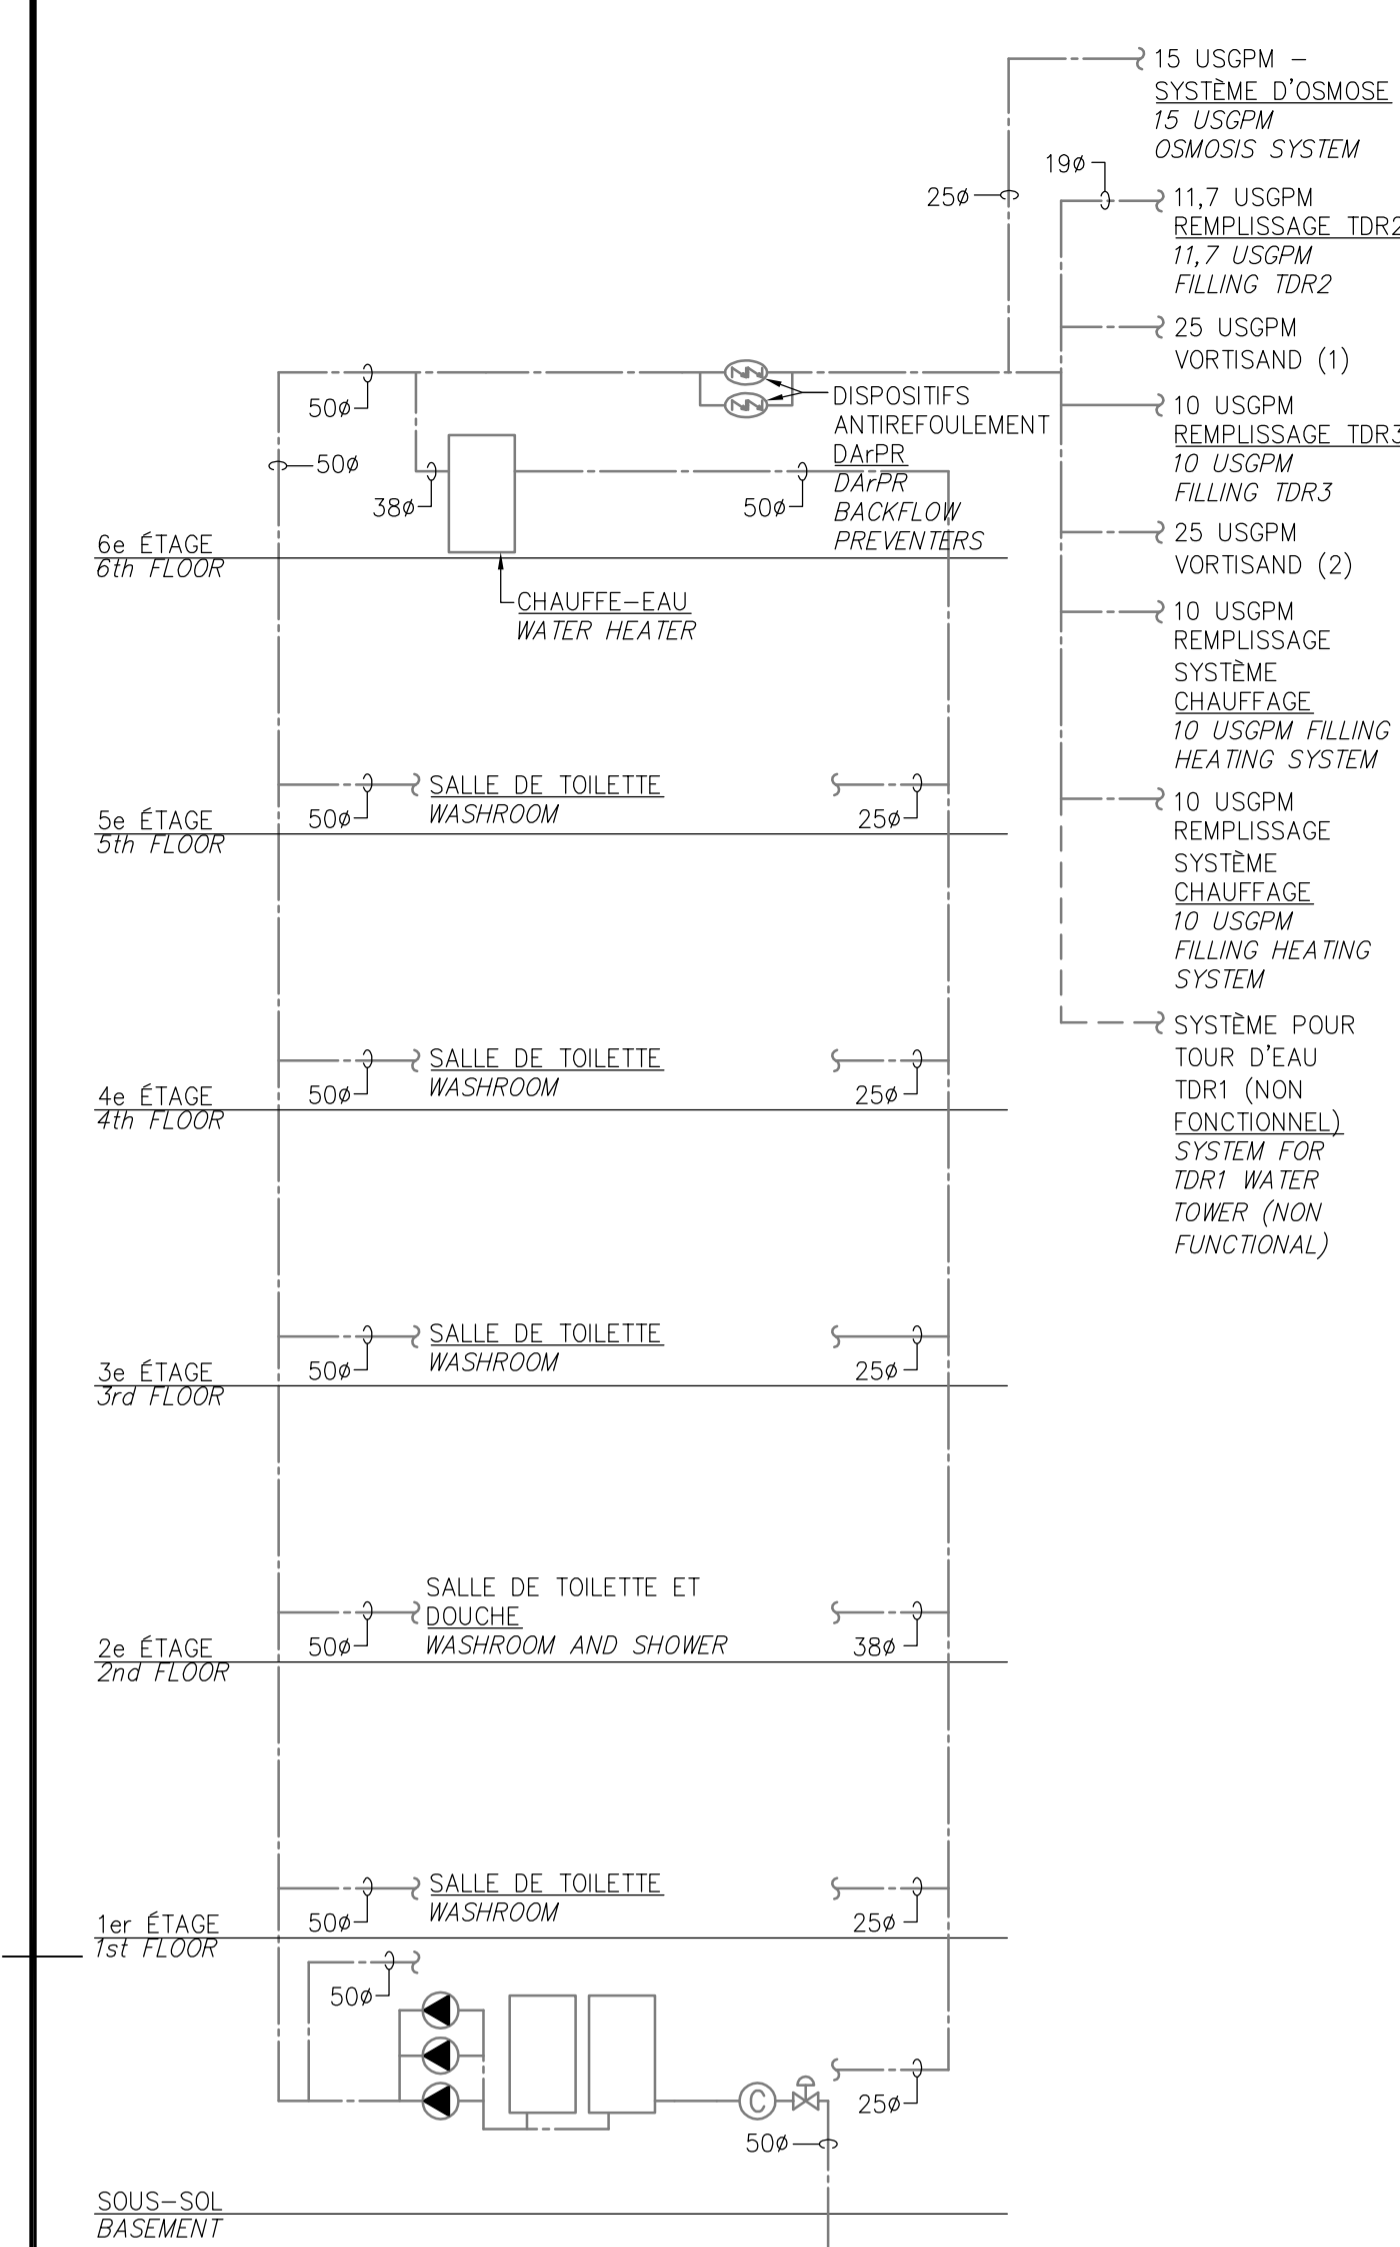 15 USGPM –
SYSTÈME D'OSMOSE
15 USGPM
OSMOSIS SYSTEM
19ø
25ø
11,7 USGPM
REMPLISSAGE TDR2
11,7 USGPM
FILLING TDR2
25 USGPM
VORTISAND (1)
10 USGPM
REMPLISSAGE TDR3
10 USGPM
FILLING TDR3
25 USGPM
VORTISAND (2)
10 USGPM
REMPLISSAGE
SYSTÈME
CHAUFFAGE
10 USGPM FILLING
HEATING SYSTEM
10 USGPM
REMPLISSAGE
SYSTÈME
CHAUFFAGE
10 USGPM
FILLING HEATING
SYSTEM
SYSTÈME POUR
TOUR D'EAU
TDR1 (NON
FONCTIONNEL)
SYSTEM FOR
TDR1 WATER
TOWER (NON
FUNCTIONAL)
50ø
50ø
38ø
50ø
DISPOSITIFS
ANTIREFOULEMENT
DArPR
DArPR
BACKFLOW
PREVENTERS
6e ÉTAGE
6th FLOOR
CHAUFFE–EAU
WATER HEATER
SALLE DE TOILETTE
WASHROOM
50ø
25ø
5e ÉTAGE
5th FLOOR
SALLE DE TOILETTE
WASHROOM
50ø
25ø
4e ÉTAGE
4th FLOOR
SALLE DE TOILETTE
WASHROOM
50ø
25ø
3e ÉTAGE
3rd FLOOR
SALLE DE TOILETTE ET
DOUCHE
WASHROOM AND SHOWER
50ø
38ø
2e ÉTAGE
2nd FLOOR
SALLE DE TOILETTE
WASHROOM
50ø
25ø
1er ÉTAGE
1st FLOOR
50ø
C
25ø
50ø
SOUS–SOL
BASEMENT